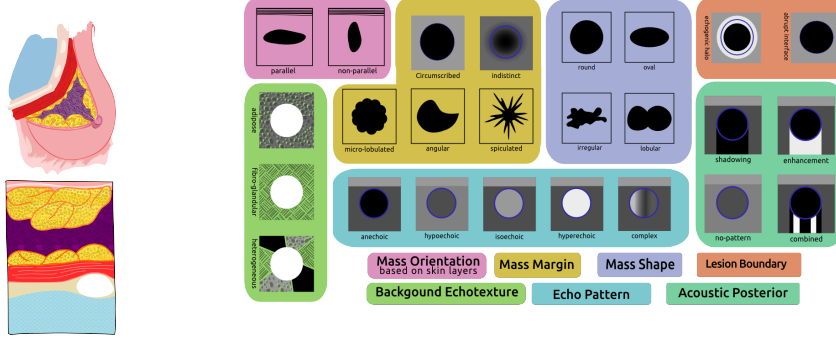 parallel
non-parallel
Circumscribed
indistinct
micro-lobulated
angular
spiculated
round
oval
irregular
lobular
echogenic halo
abrupt interface
adipose
fibro-glandular
heterogeneous
anechoic
hypoechoic
isoechoic
hyperechoic
complex
shadowing
enhancement
no-pattern
combined
Mass Orientation
based on skin layers
Mass Margin
Mass Shape
Lesion Boundary
Backgound Echotexture
Echo Pattern
Acoustic Posterior